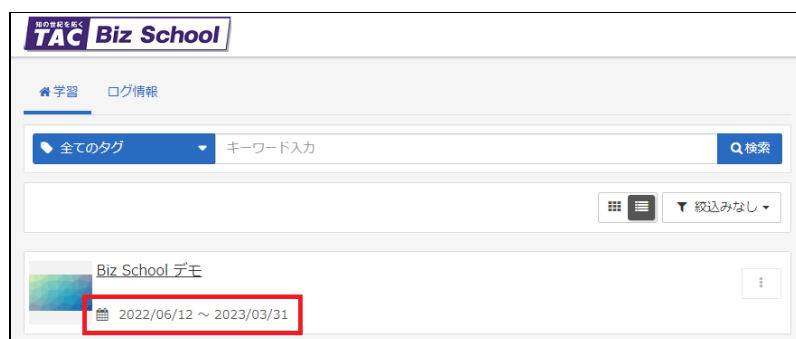 知の世紀を拓く
TAC Biz School
学習 ログ情報
全てのタグ キーワード入力 検索
絞込みなし
Biz School デモ
2022/06/12 ～ 2023/03/31